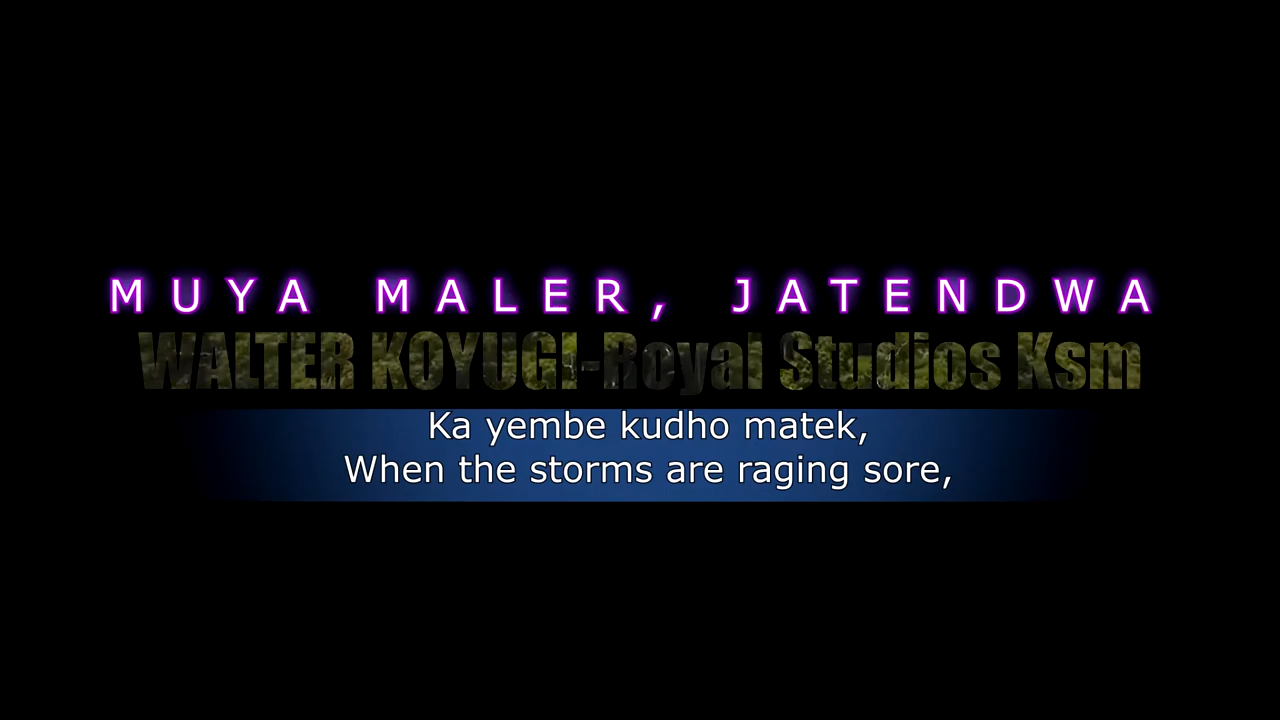 MUYA MALER, JATENDWA
WALTER KOYUGI-Royal Studios Ksm
Ka yembe kudho matek,
When the storms are raging sore,